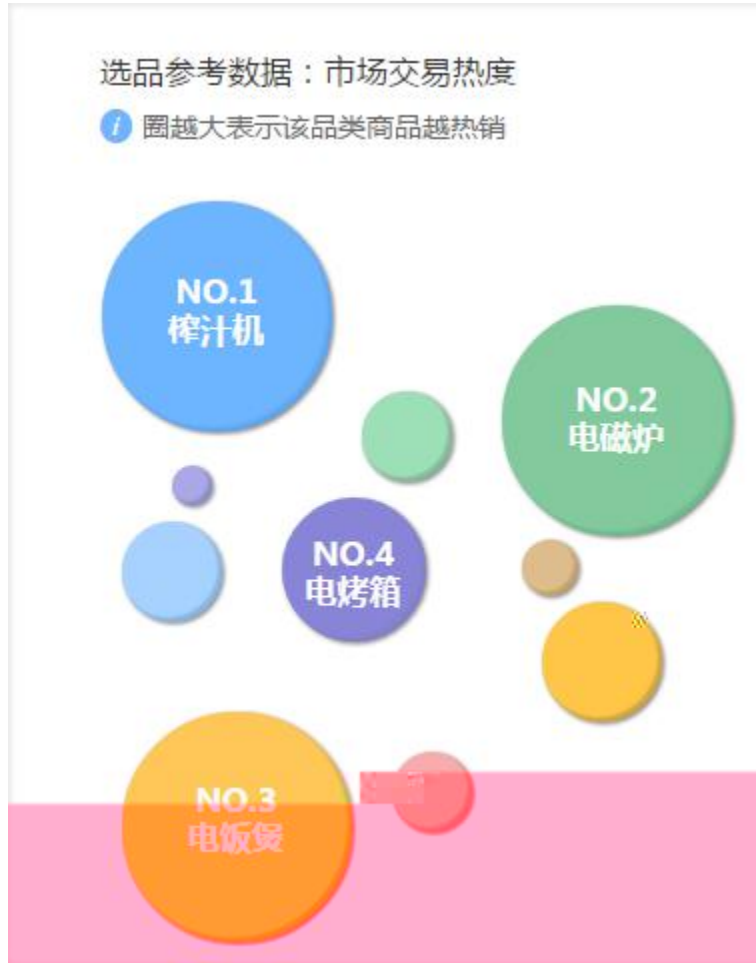 选品参考数据：市场交易热度
i 圈越大表示该品类商品越热销
NO.1
榨汁机
NO.2
电磁炉
NO.4
电烤箱
NO.3
电饭煲